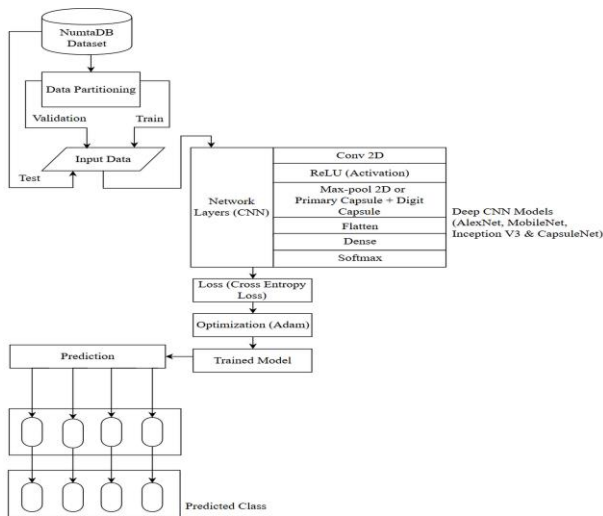 NumtaDB
Dataset
Data Partitioning
Validation
Train
Input Data
Test
Network
Layers (CNN)
Conv 2D
ReLU (Activation)
Max-pool 2D or
Primary Capsule + Digit
Capsule
Flatten
Dense
Softmax
Deep CNN Models
(AlexNet, MobileNet,
Inception V3 & CapsuleNet)
Loss (Cross Entropy
Loss)
Optimization (Adam)
Trained Model
Prediction
Predicted Class